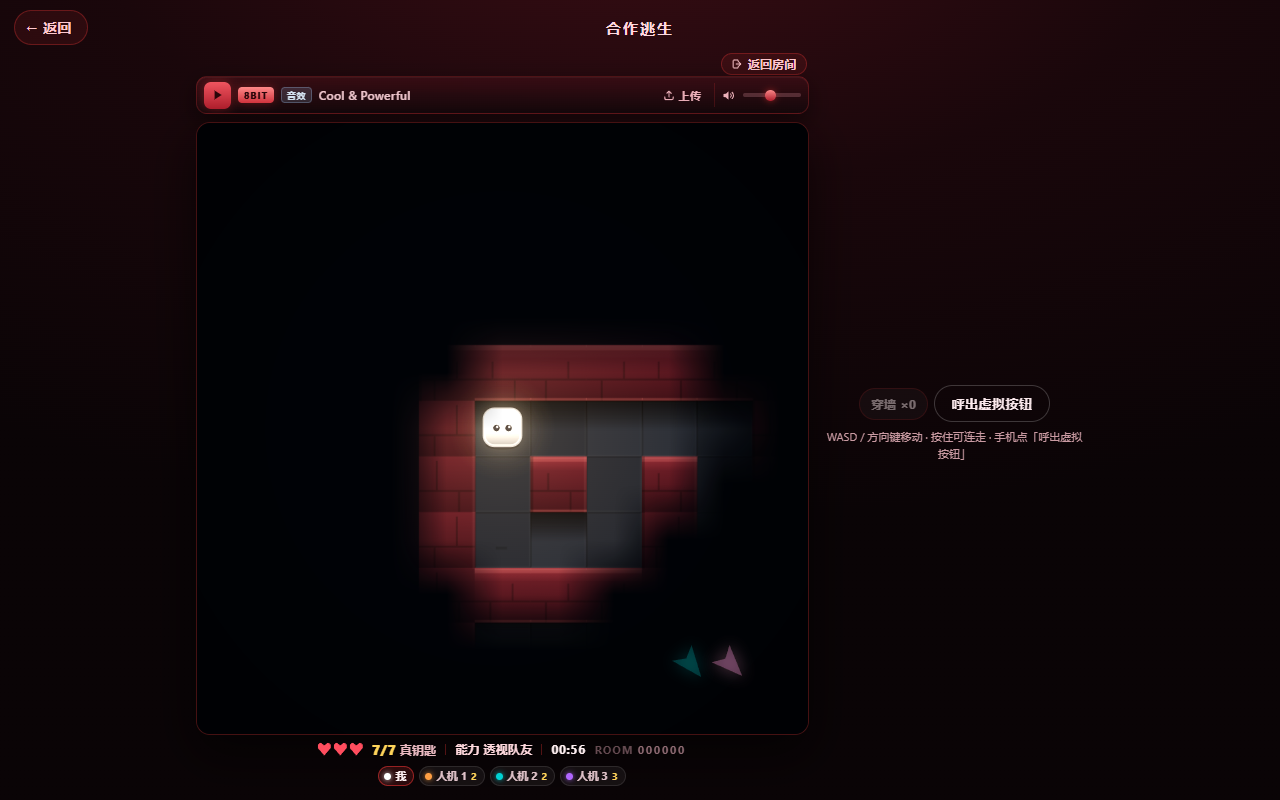 ← 返回
合作逃生
返回房间
8BIT 音效 Cool & Powerful 上传
穿墙 ×0 呼出虚拟按钮
WASD / 方向键移动 · 按住可连走 · 手机点「呼出虚拟
按钮」
7/7 真钥匙 能力 透视队友 00:56 ROOM 000000
我 人机 1 2 人机 2 2 人机 3 3